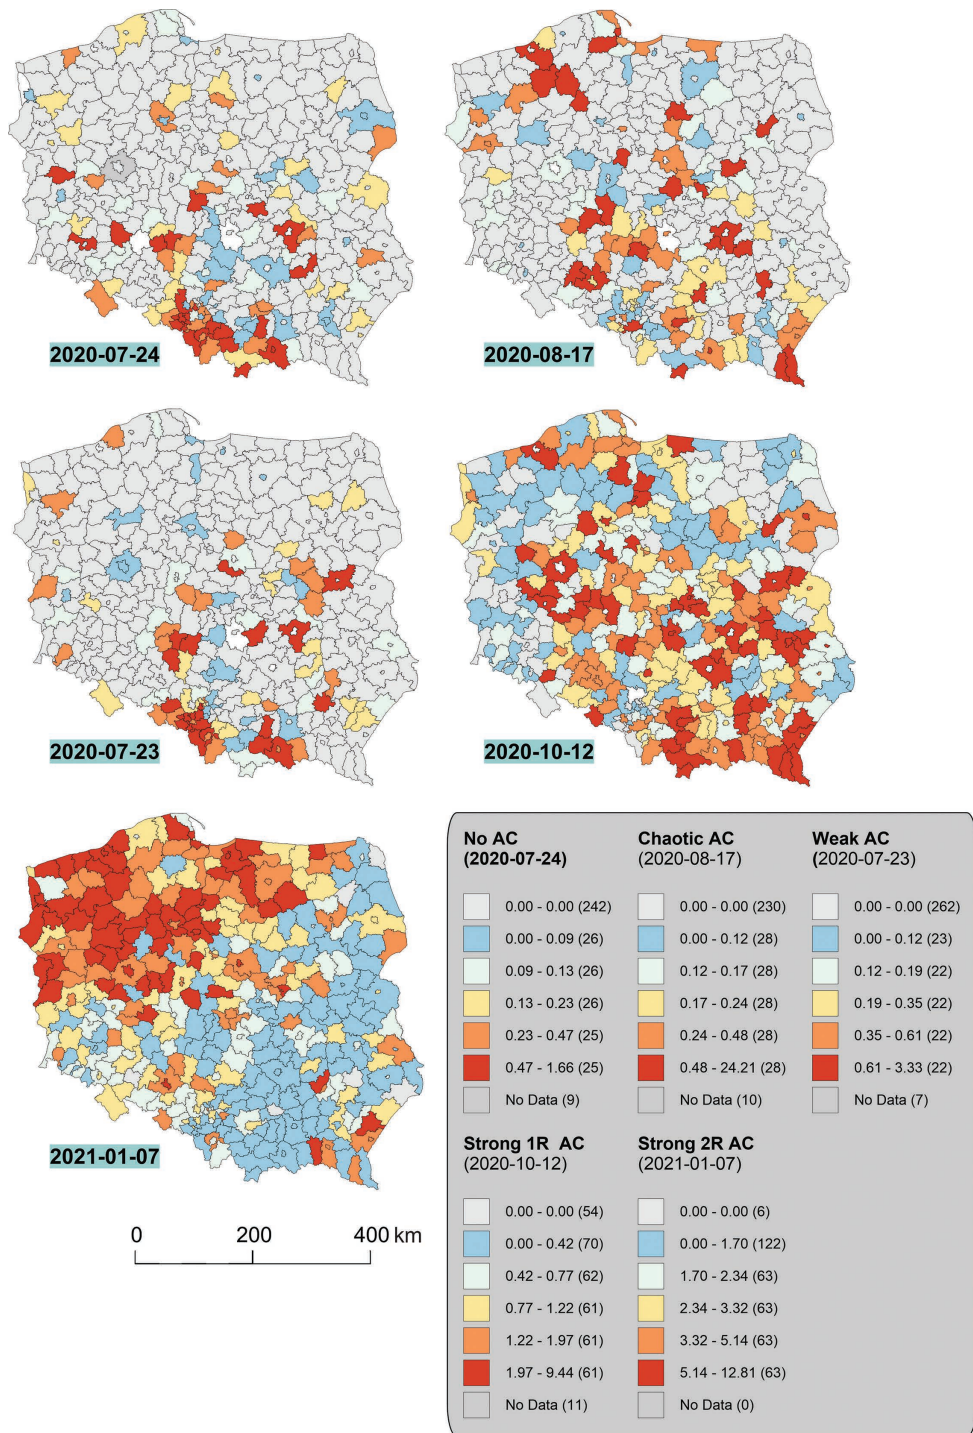 2020-07-24
2020-08-17
2020-07-23
2020-10-12
2021-01-07
0 200 400 km
No AC
(2020-07-24)
0.00 - 0.00 (242)
0.00 - 0.09 (26)
0.09 - 0.13 (26)
0.13 - 0.23 (26)
0.23 - 0.47 (25)
0.47 - 1.66 (25)
No Data (9)
Chaotic AC
(2020-08-17)
0.00 - 0.00 (230)
0.00 - 0.12 (28)
0.12 - 0.17 (28)
0.17 - 0.24 (28)
0.24 - 0.48 (28)
0.48 - 24.21 (28)
No Data (10)
Weak AC
(2020-07-23)
0.00 - 0.00 (262)
0.00 - 0.12 (23)
0.12 - 0.19 (22)
0.19 - 0.35 (22)
0.35 - 0.61 (22)
0.61 - 3.33 (22)
No Data (7)
Strong 1R AC
(2020-10-12)
0.00 - 0.00 (54)
0.00 - 0.42 (70)
0.42 - 0.77 (62)
0.77 - 1.22 (61)
1.22 - 1.97 (61)
1.97 - 9.44 (61)
No Data (11)
Strong 2R AC
(2021-01-07)
0.00 - 0.00 (6)
0.00 - 1.70 (122)
1.70 - 2.34 (63)
2.34 - 3.32 (63)
3.32 - 5.14 (63)
5.14 - 12.81 (63)
No Data (0)